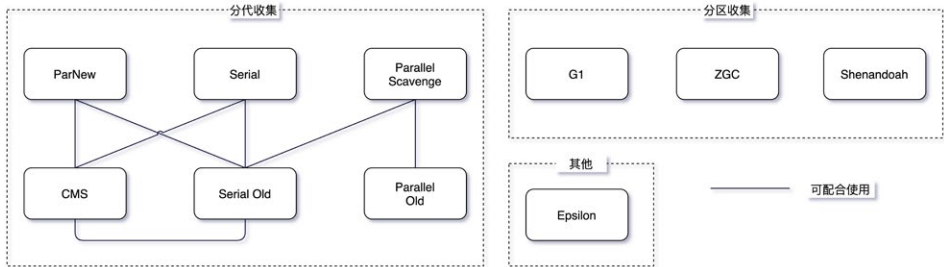 分代收集
ParNew
Serial
Parallel
Scavenge
CMS
Serial Old
Parallel
Old
分区收集
G1
ZGC
Shenandoah
其他
Epsilon
可配合使用